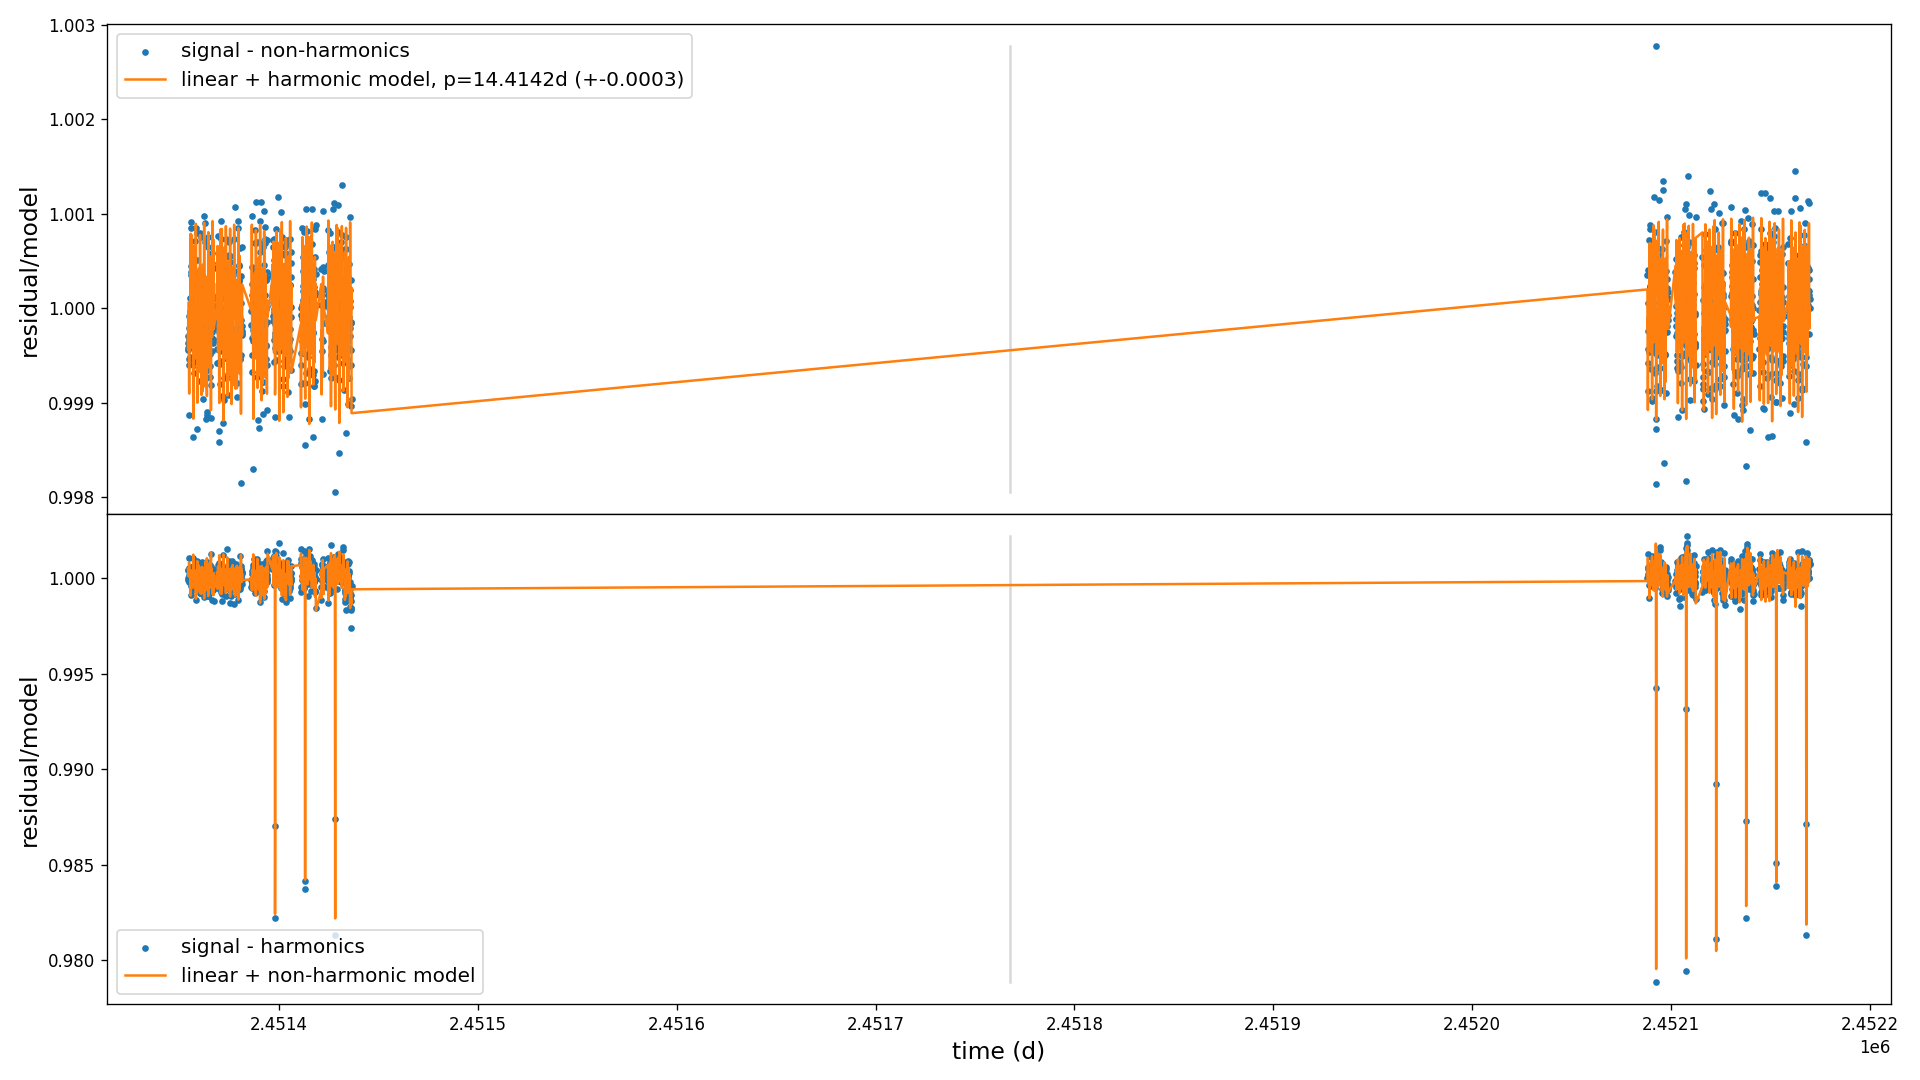 1.003
signal - non-harmonics
linear + harmonic model, p=14.4142d (+-0.0003)
1.002
1.001
1.000
0.999
0.998
residual/model
1.000
0.995
0.990
0.985
0.980
residual/model
signal - harmonics
linear + non-harmonic model
2.4514
2.4515
2.4516
2.4517
2.4518
2.4519
2.4520
2.4521
2.4522
time (d)
1e6